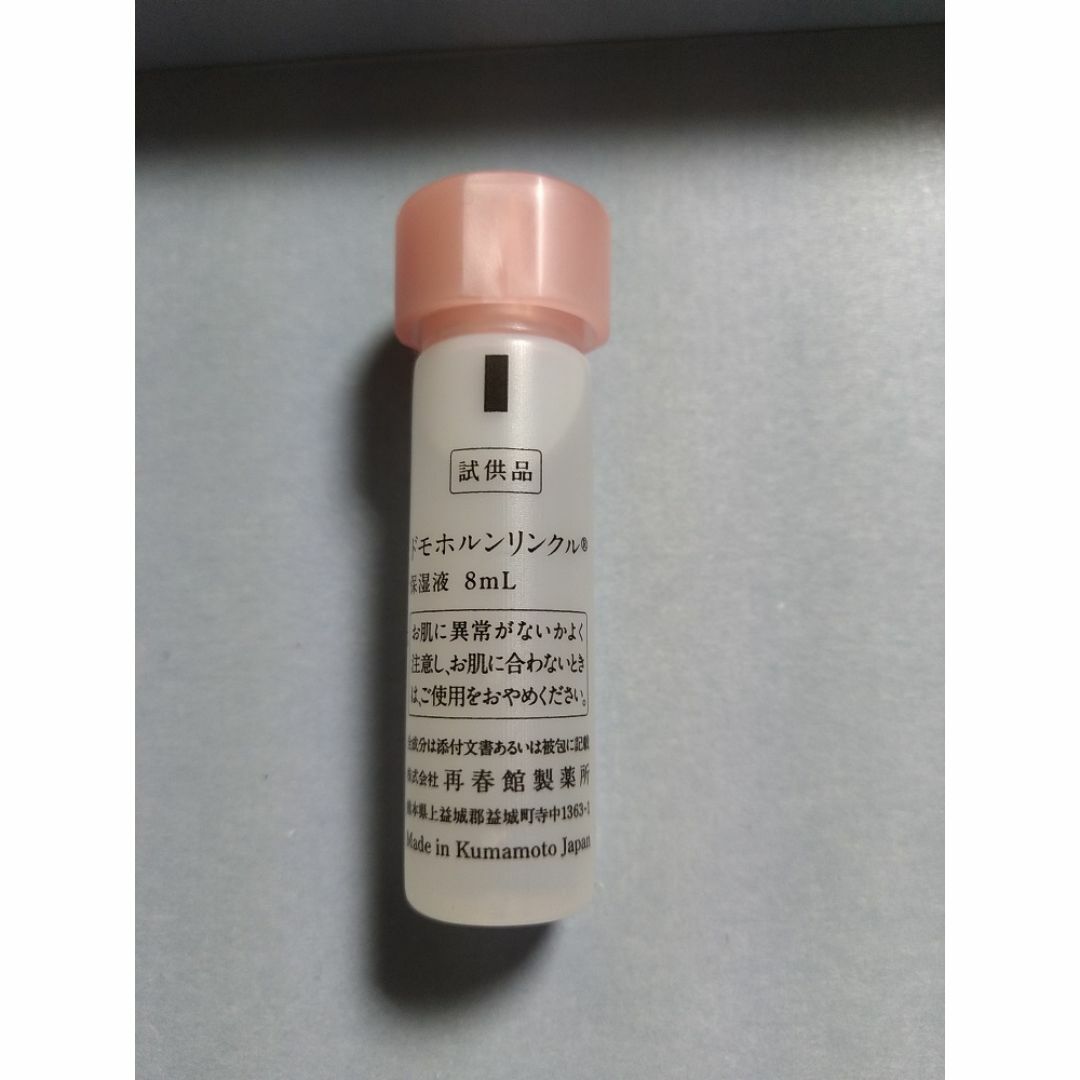 試供品
ドモホルンリンクル®
保湿液 8mL
お肌に異常がないかよく
注意し、お肌に合わないとき
は、ご使用をおやめください。
全成分は添付文書あるいは被包に記載
株式会社 再春館製薬所
熊本県上益城郡益城町寺中1363-1
Made in Kumamoto Japan